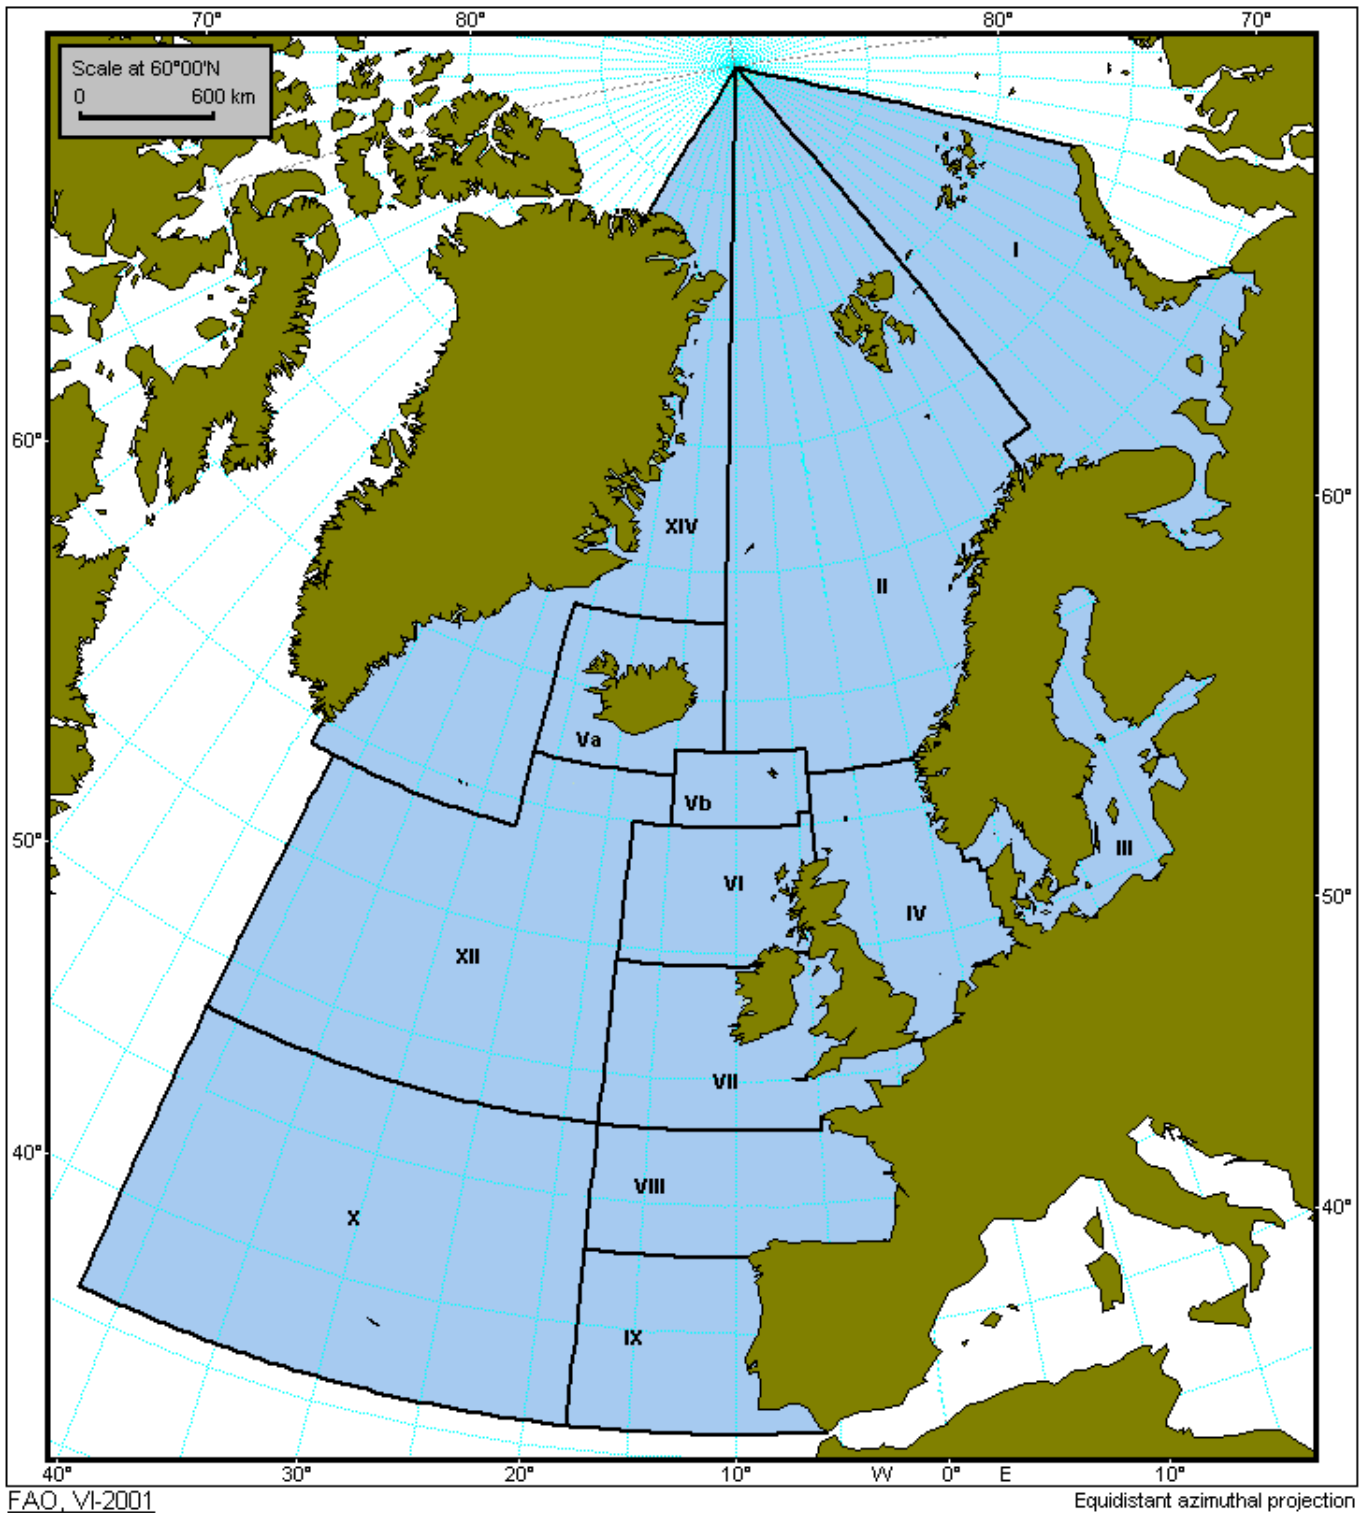 70° 80° 80° 70°
Scale at 60°00'N
0 600 km
I
60°
60°
XIV
II
Va
Vb
50°
III
VI
50°
IV
XII
VII
40°
VIII
40°
X
IX
40° 30° 20° 10° W 0° E 10°
FAO, VI-2001 Equidistant azimuthal projection